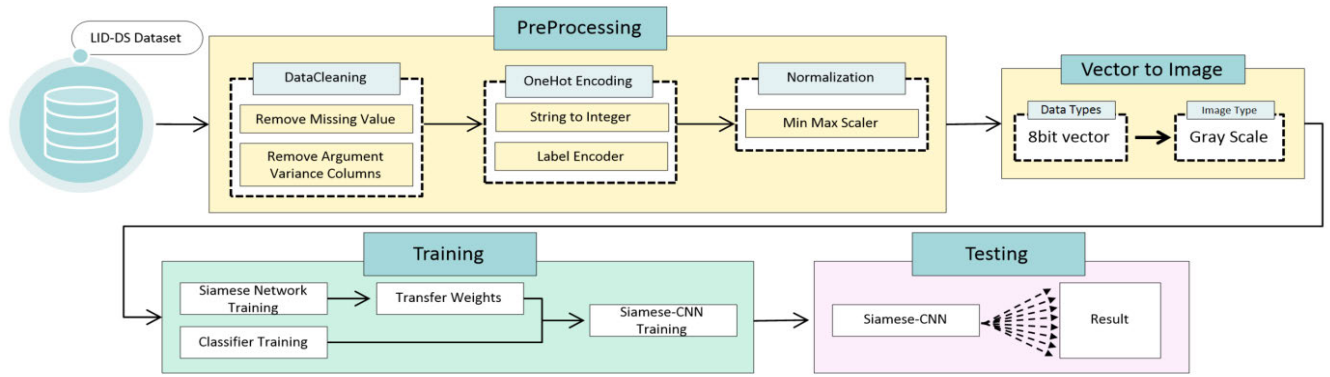 LID-DS Dataset
PreProcessing
DataCleaning
Remove Missing Value
Remove Argument
Variance Columns
OneHot Encoding
String to Integer
Label Encoder
Normalization
Min Max Scaler
Vector to Image
Data Types
8bit vector
Image Type
Gray Scale
Training
Siamese Network
Training
Transfer Weights
Classifier Training
Siamese-CNN
Training
Testing
Siamese-CNN
Result